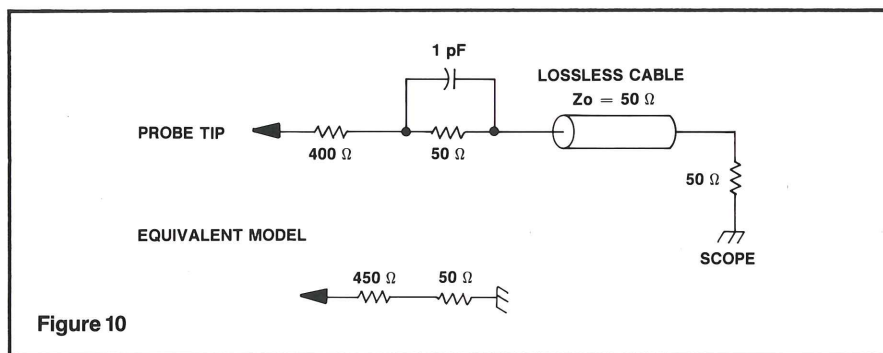 1 pF
LOSSLESS CABLE
Zo = 50 Ω
PROBE TIP
400 Ω
50 Ω
50 Ω
SCOPE
EQUIVALENT MODEL
450 Ω
50 Ω
Figure 10